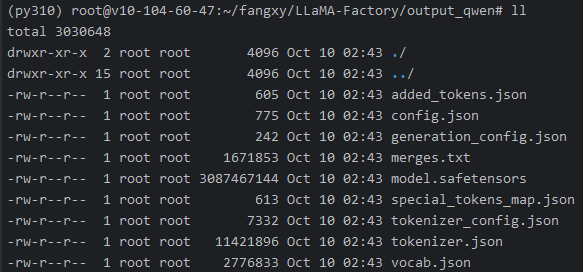 (py310) root@v10-104-60-47:~/fangxy/LLaMA-Factory/output_qwen# ll
total 3030648
drwxr-xr-x  2 root root       4096 Oct 10 02:43 ./
drwxr-xr-x 15 root root       4096 Oct 10 02:43 ../
-rw-r--r--  1 root root        605 Oct 10 02:43 added_tokens.json
-rw-r--r--  1 root root        775 Oct 10 02:43 config.json
-rw-r--r--  1 root root        242 Oct 10 02:43 generation_config.json
-rw-r--r--  1 root root    1671853 Oct 10 02:43 merges.txt
-rw-r--r--  1 root root 3087467144 Oct 10 02:43 model.safetensors
-rw-r--r--  1 root root        613 Oct 10 02:43 special_tokens_map.json
-rw-r--r--  1 root root       7332 Oct 10 02:43 tokenizer_config.json
-rw-r--r--  1 root root   11421896 Oct 10 02:43 tokenizer.json
-rw-r--r--  1 root root    2776833 Oct 10 02:43 vocab.json